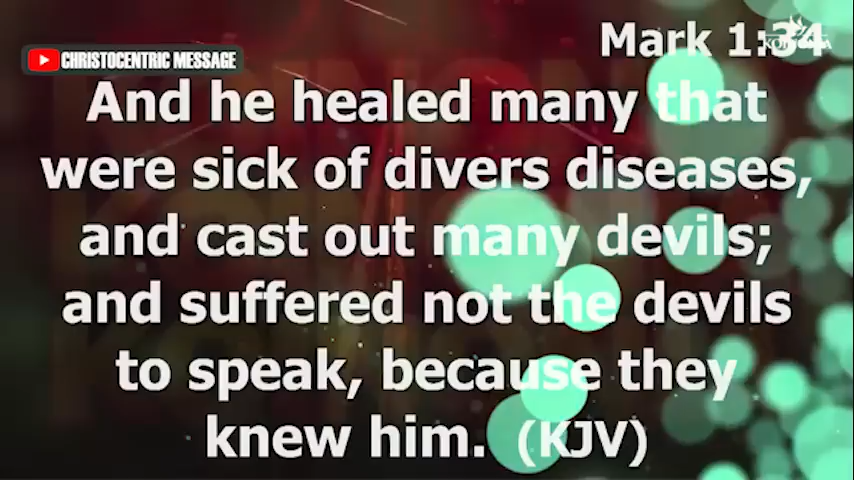 Mark 1:34
CHRISTOCENTRIC MESSAGE
And he healed many that
were sick of divers diseases,
and cast out many devils;
and suffered not the devils
to speak, because they
knew him. (KJV)